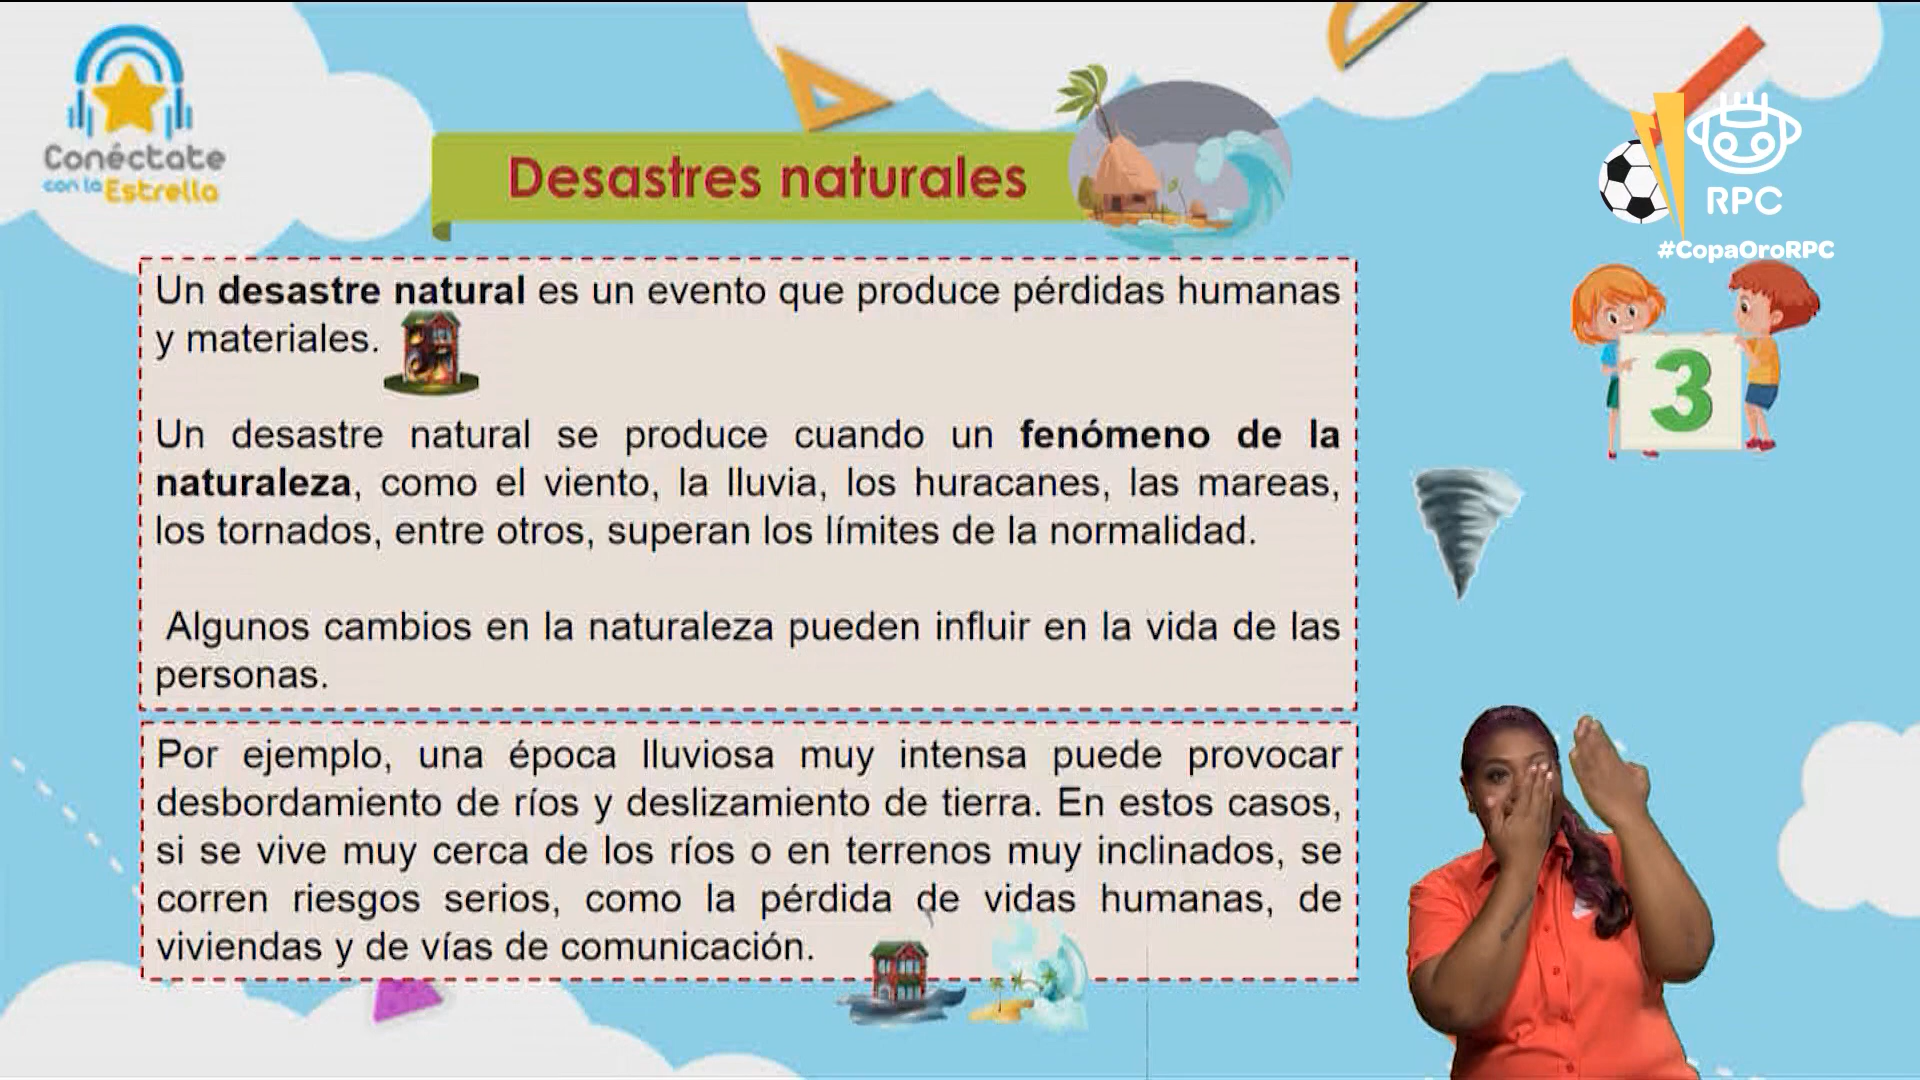 Conéctate
con la Estrella
Desastres naturales
RPC
#CopaOroRPC
3
Un desastre natural es un evento que produce pérdidas humanas
y materiales.
Un desastre natural se produce cuando un fenómeno de la
naturaleza, como el viento, la lluvia, los huracanes, las mareas,
los tornados, entre otros, superan los límites de la normalidad.
Algunos cambios en la naturaleza pueden influir en la vida de las
personas.
Por ejemplo, una época lluviosa muy intensa puede provocar
desbordamiento de ríos y deslizamiento de tierra. En estos casos,
si se vive muy cerca de los ríos o en terrenos muy inclinados, se
corren riesgos serios, como la pérdida de vidas humanas, de
viviendas y de vías de comunicación.